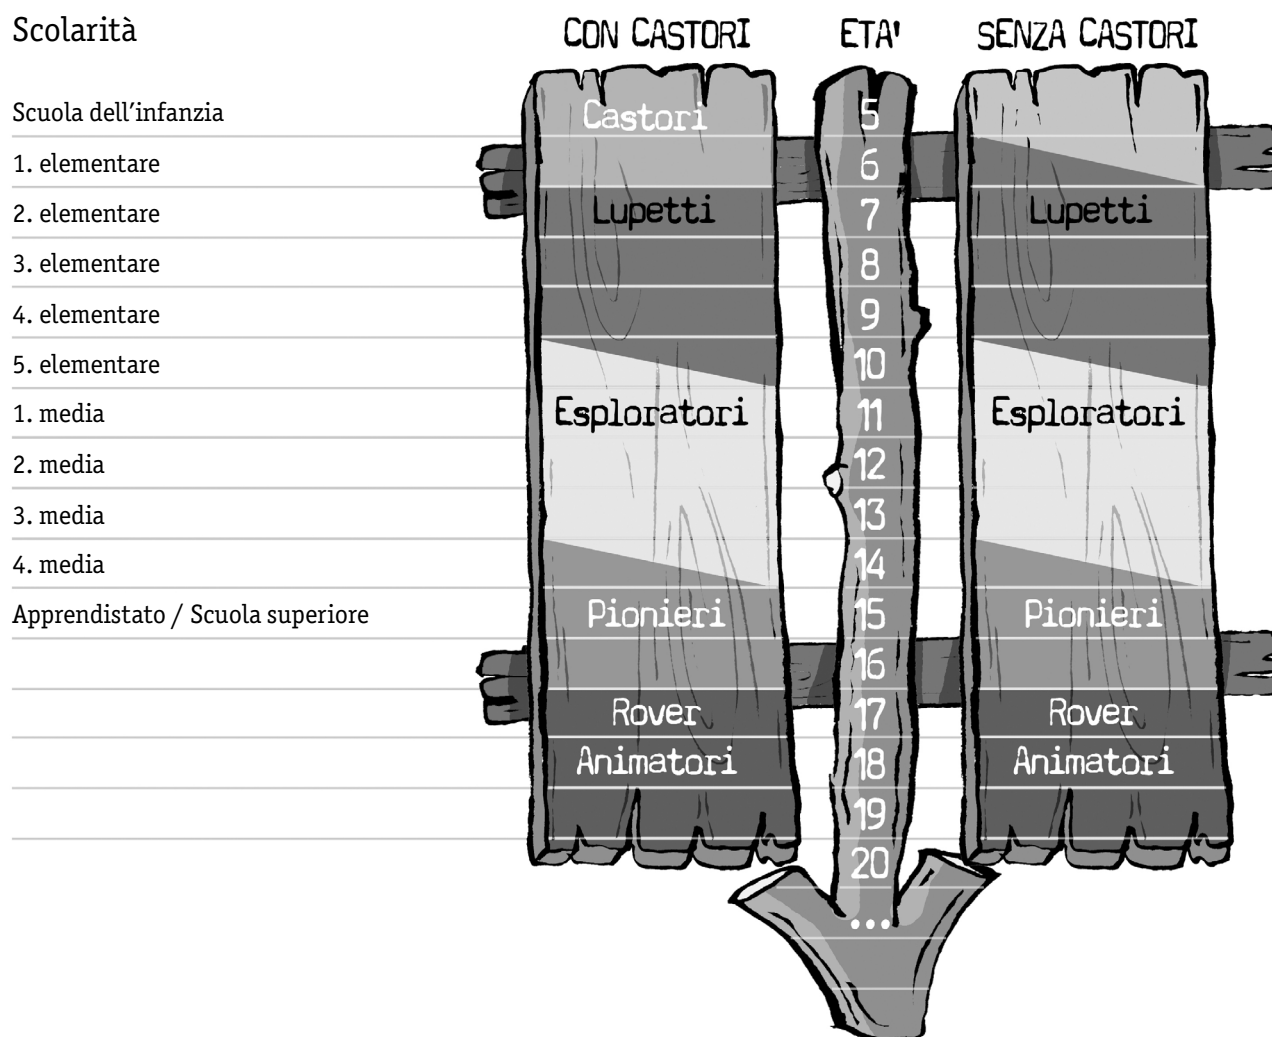 Scolarità CON CASTORI ETA' SENZA CASTORI
Scuola dell'infanzia Castori 5
1. elementare 6
2. elementare Lupetti 7 Lupetti
3. elementare 8
4. elementare 9
5. elementare 10
1. media Esploratori 11 Esploratori
2. media 12
3. media 13
4. media 14
Apprendistato / Scuola superiore Pionieri 15 Pionieri
16
Rover 17 Rover
Animatori 18 Animatori
19
20
...